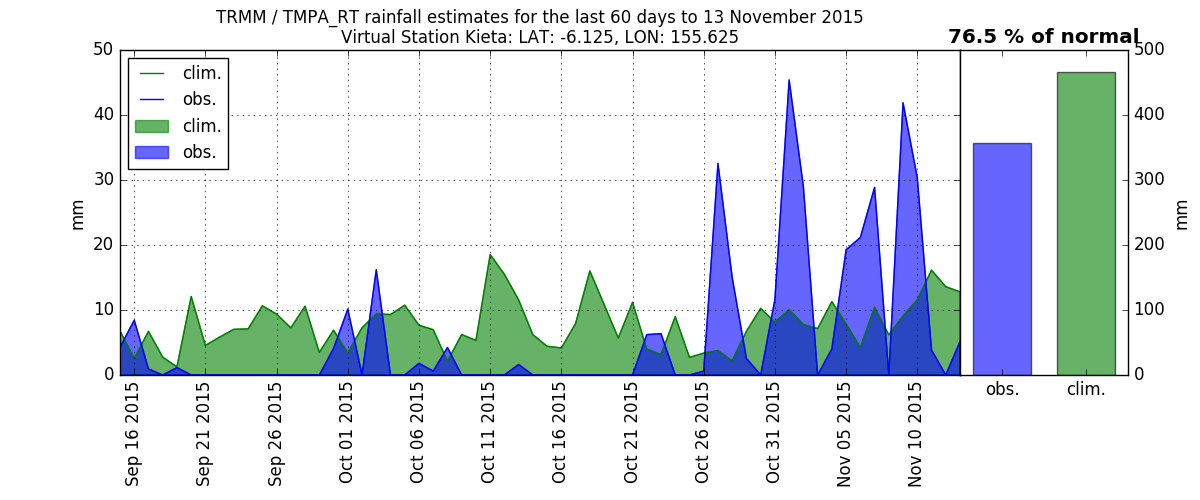 TRMM / TMPA_RT rainfall estimates for the last 60 days to 13 November 2015
Virtual Station Kieta: LAT: -6.125, LON: 155.625
76.5 % of normal
50
40
30
20
10
0
mm
clim.
obs.
clim.
obs.
Sep 16 2015
Sep 21 2015
Sep 26 2015
Oct 01 2015
Oct 06 2015
Oct 11 2015
Oct 16 2015
Oct 21 2015
Oct 26 2015
Oct 31 2015
Nov 05 2015
Nov 10 2015
obs.
clim.
500
400
300
200
100
0
mm